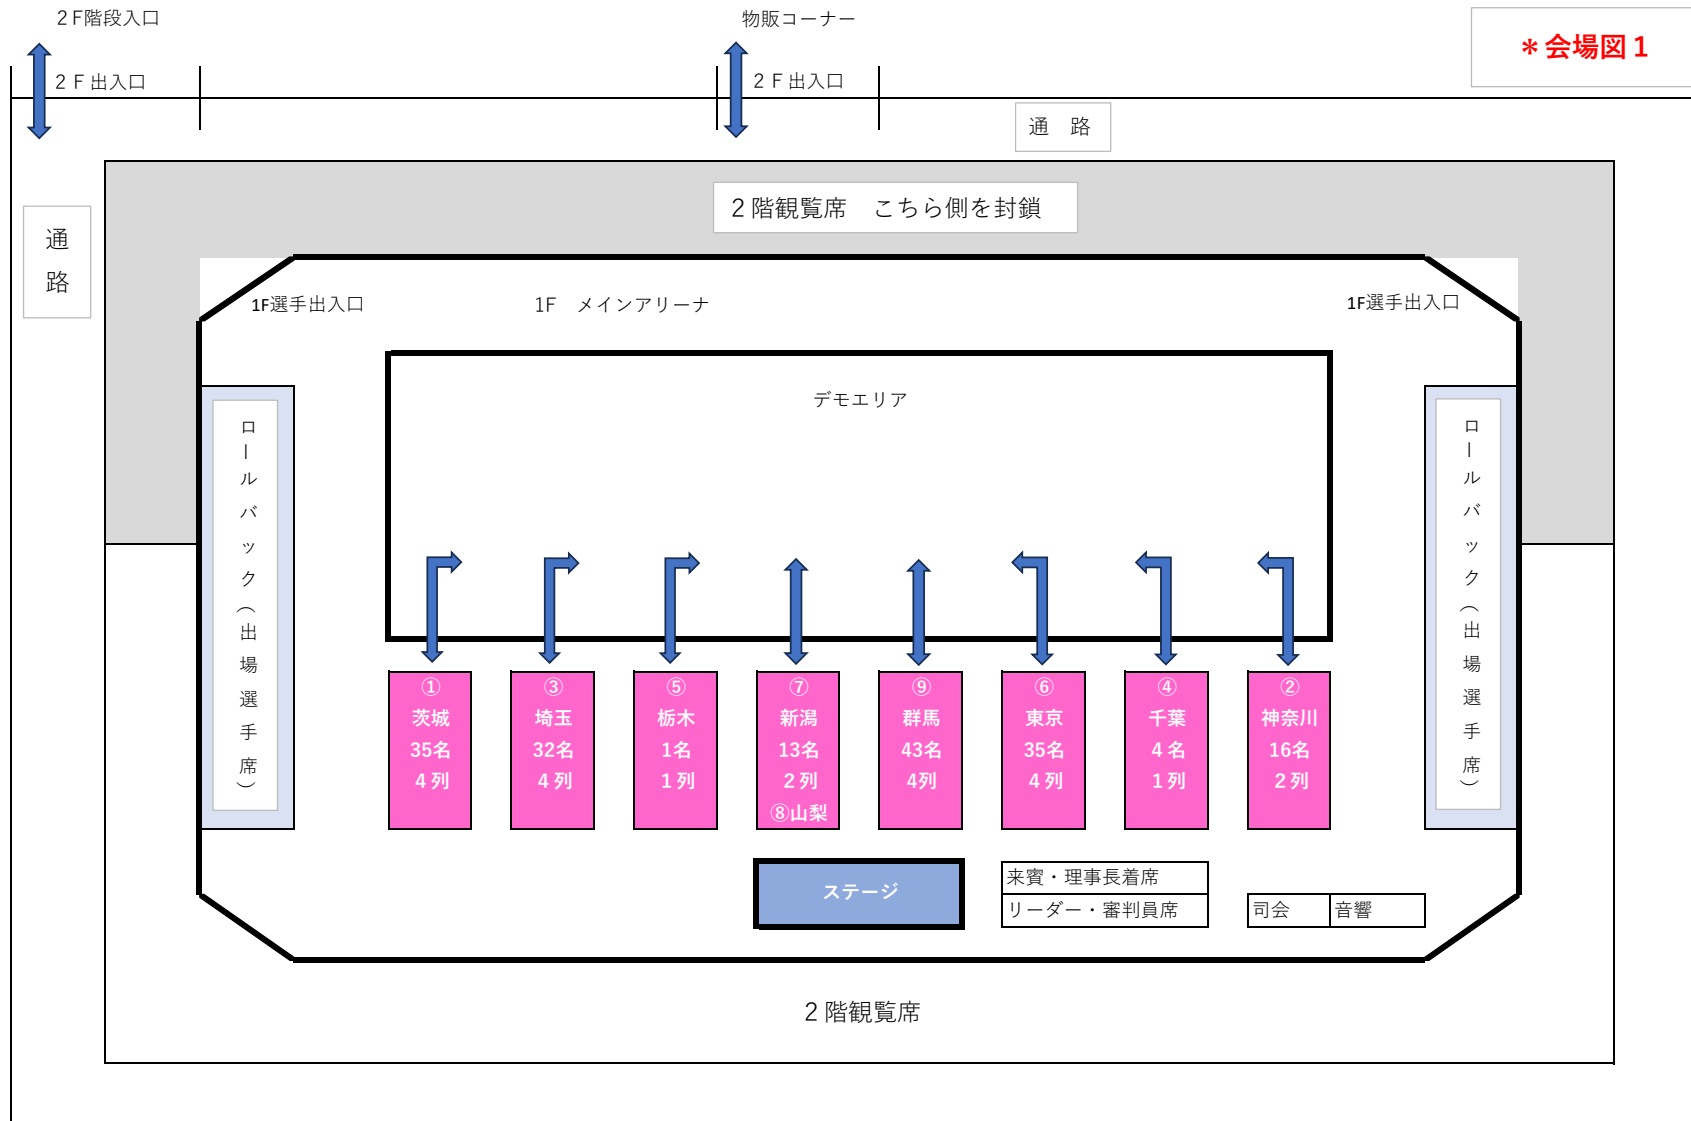 2Ｆ階段入口
物販コーナー
＊会場図１
２Ｆ出入口
２Ｆ出入口
通　路
２階観覧席　こちら側を封鎖
通路
1F選手出入口
1F　メインアリーナ
1F選手出入口
デモエリア
ロールバック（出場選手席）
ロールバック（出場選手席）
①
茨城
35名
４列
③
埼玉
32名
４列
⑤
栃木
1名
１列
⑦
新潟
13名
２列
⑧山梨
⑨
群馬
43名
4列
⑥
東京
35名
４列
④
千葉
４名
１列
②
神奈川
16名
２列
ステージ
来賓・理事長着席
リーダー・審判員席
司会
音響
２階観覧席